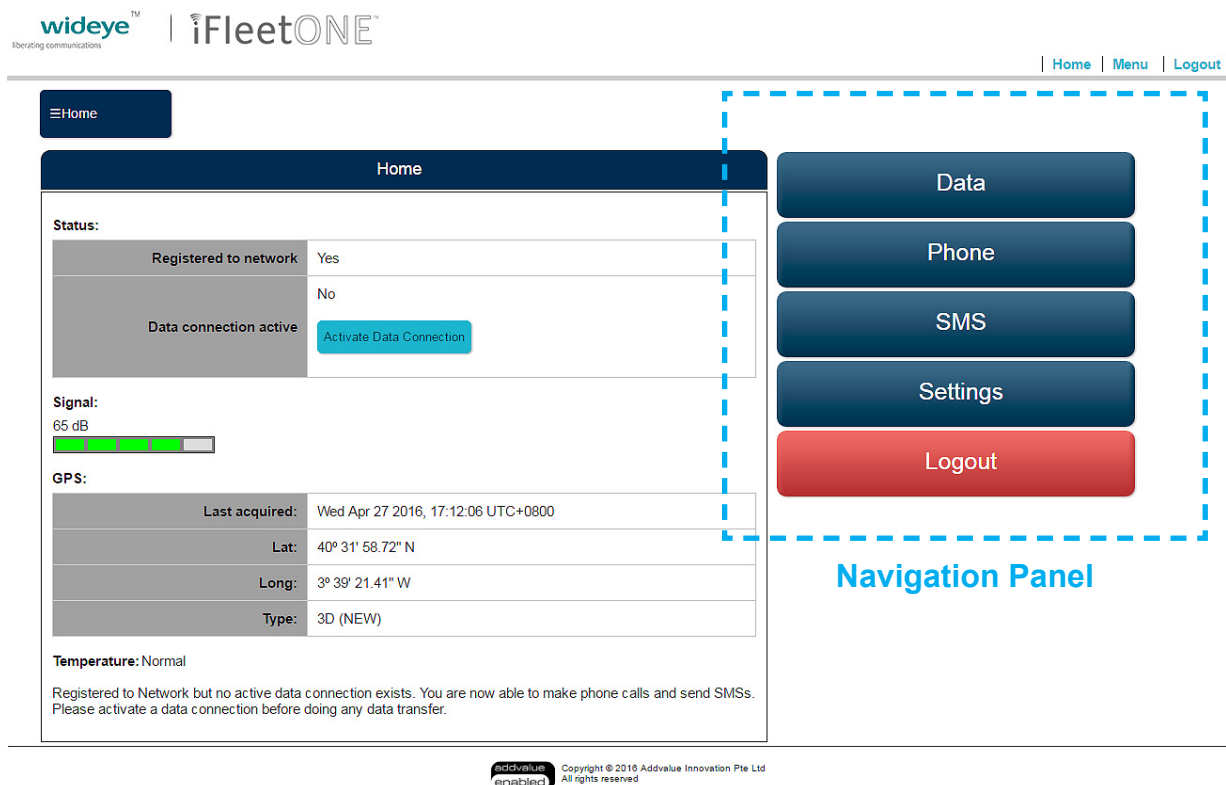 wideye™ | iFleetONE™
liberating communications
| Home | Menu | Logout
☰Home
Home
Status:
Registered to network Yes
Data connection active No
Activate Data Connection
Signal:
65 dB
GPS:
Last acquired: Wed Apr 27 2016, 17:12:06 UTC+0800
Lat: 40º 31' 58.72" N
Long: 3º 39' 21.41" W
Type: 3D (NEW)
Temperature: Normal
Registered to Network but no active data connection exists. You are now able to make phone calls and send SMSs.
Please activate a data connection before doing any data transfer.
Data
Phone
SMS
Settings
Logout
Navigation Panel
addvalue
enabled
Copyright © 2016 Addvalue Innovation Pte Ltd
All rights reserved